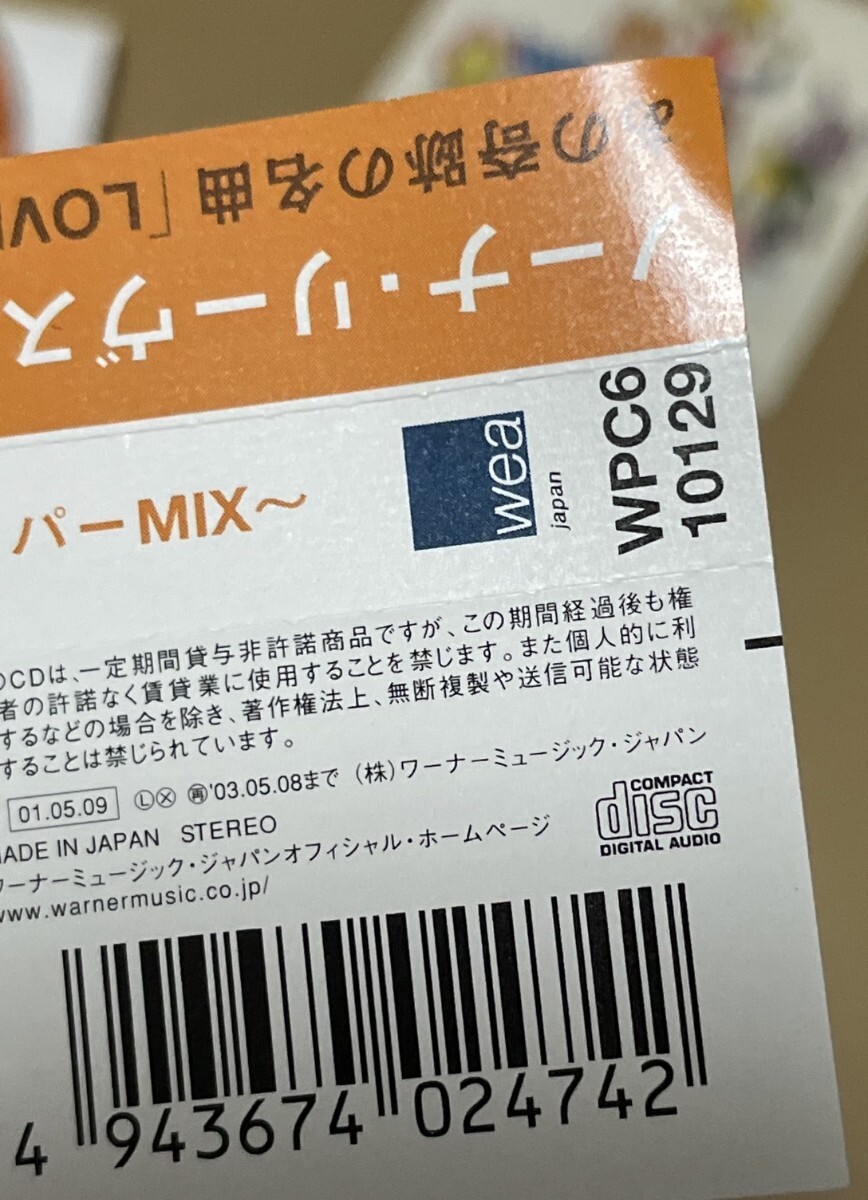 の奇跡の名曲「LOV
ノーナ・リーヴス
パーMIX〜
wea
japan
WPC6
10129
CDは、一定期間貸与非許諾商品ですが、この期間経過後も権
者の許諾なく賃貸業に使用することを禁じます。また個人的に利
するなどの場合を除き、著作権法上、無断複製や送信可能な状態
することは禁じられています。
01.05.09 Ⓛ Ⓧ ㊢'03.05.08まで (株)ワーナーミュージック・ジャパン
MADE IN JAPAN STEREO
ワーナーミュージック・ジャパンオフィシャル・ホームページ
www.warnermusic.co.jp/
COMPACT
disc
DIGITAL AUDIO
4 943674 024742